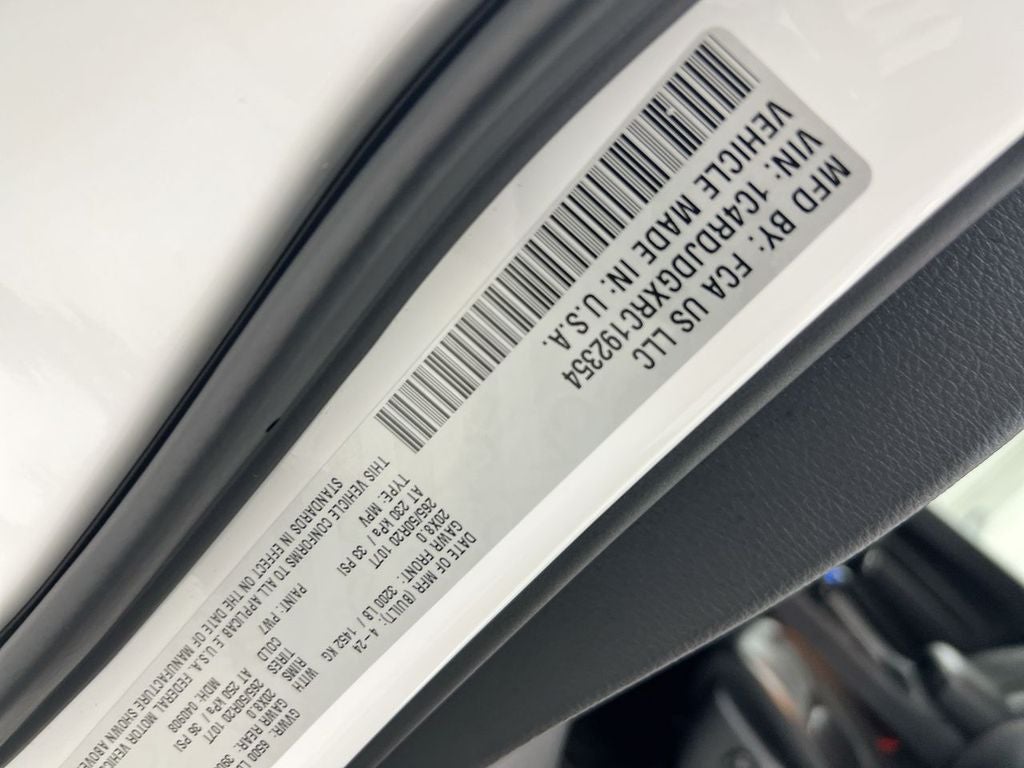 MFD BY: FCA US LLC
VIN: 1C4RDJDGXRC192354
VEHICLE MADE IN: U.S.A.
DATE OF MFR (BUILT): 4-24 GVWR: 6500
GAWR FRONT: 3200 LB / 1452 KG WITH GAWR REAR:
20X8.0 RIMS 20X8.0
265/50R20 107T TIRES 265/50R20 107T
AT 230 kPa / 33 PSI COLD AT 250 kPa / 36 PSI
TYPE: MPV PAINT: PW7 MDH: 040908
THIS VEHICLE CONFORMS TO ALL APPLICABLE U.S.A. FEDERAL MOTOR VEHICLE
STANDARDS IN EFFECT ON THE DATE OF MANUFACTURE SHOWN ABOVE